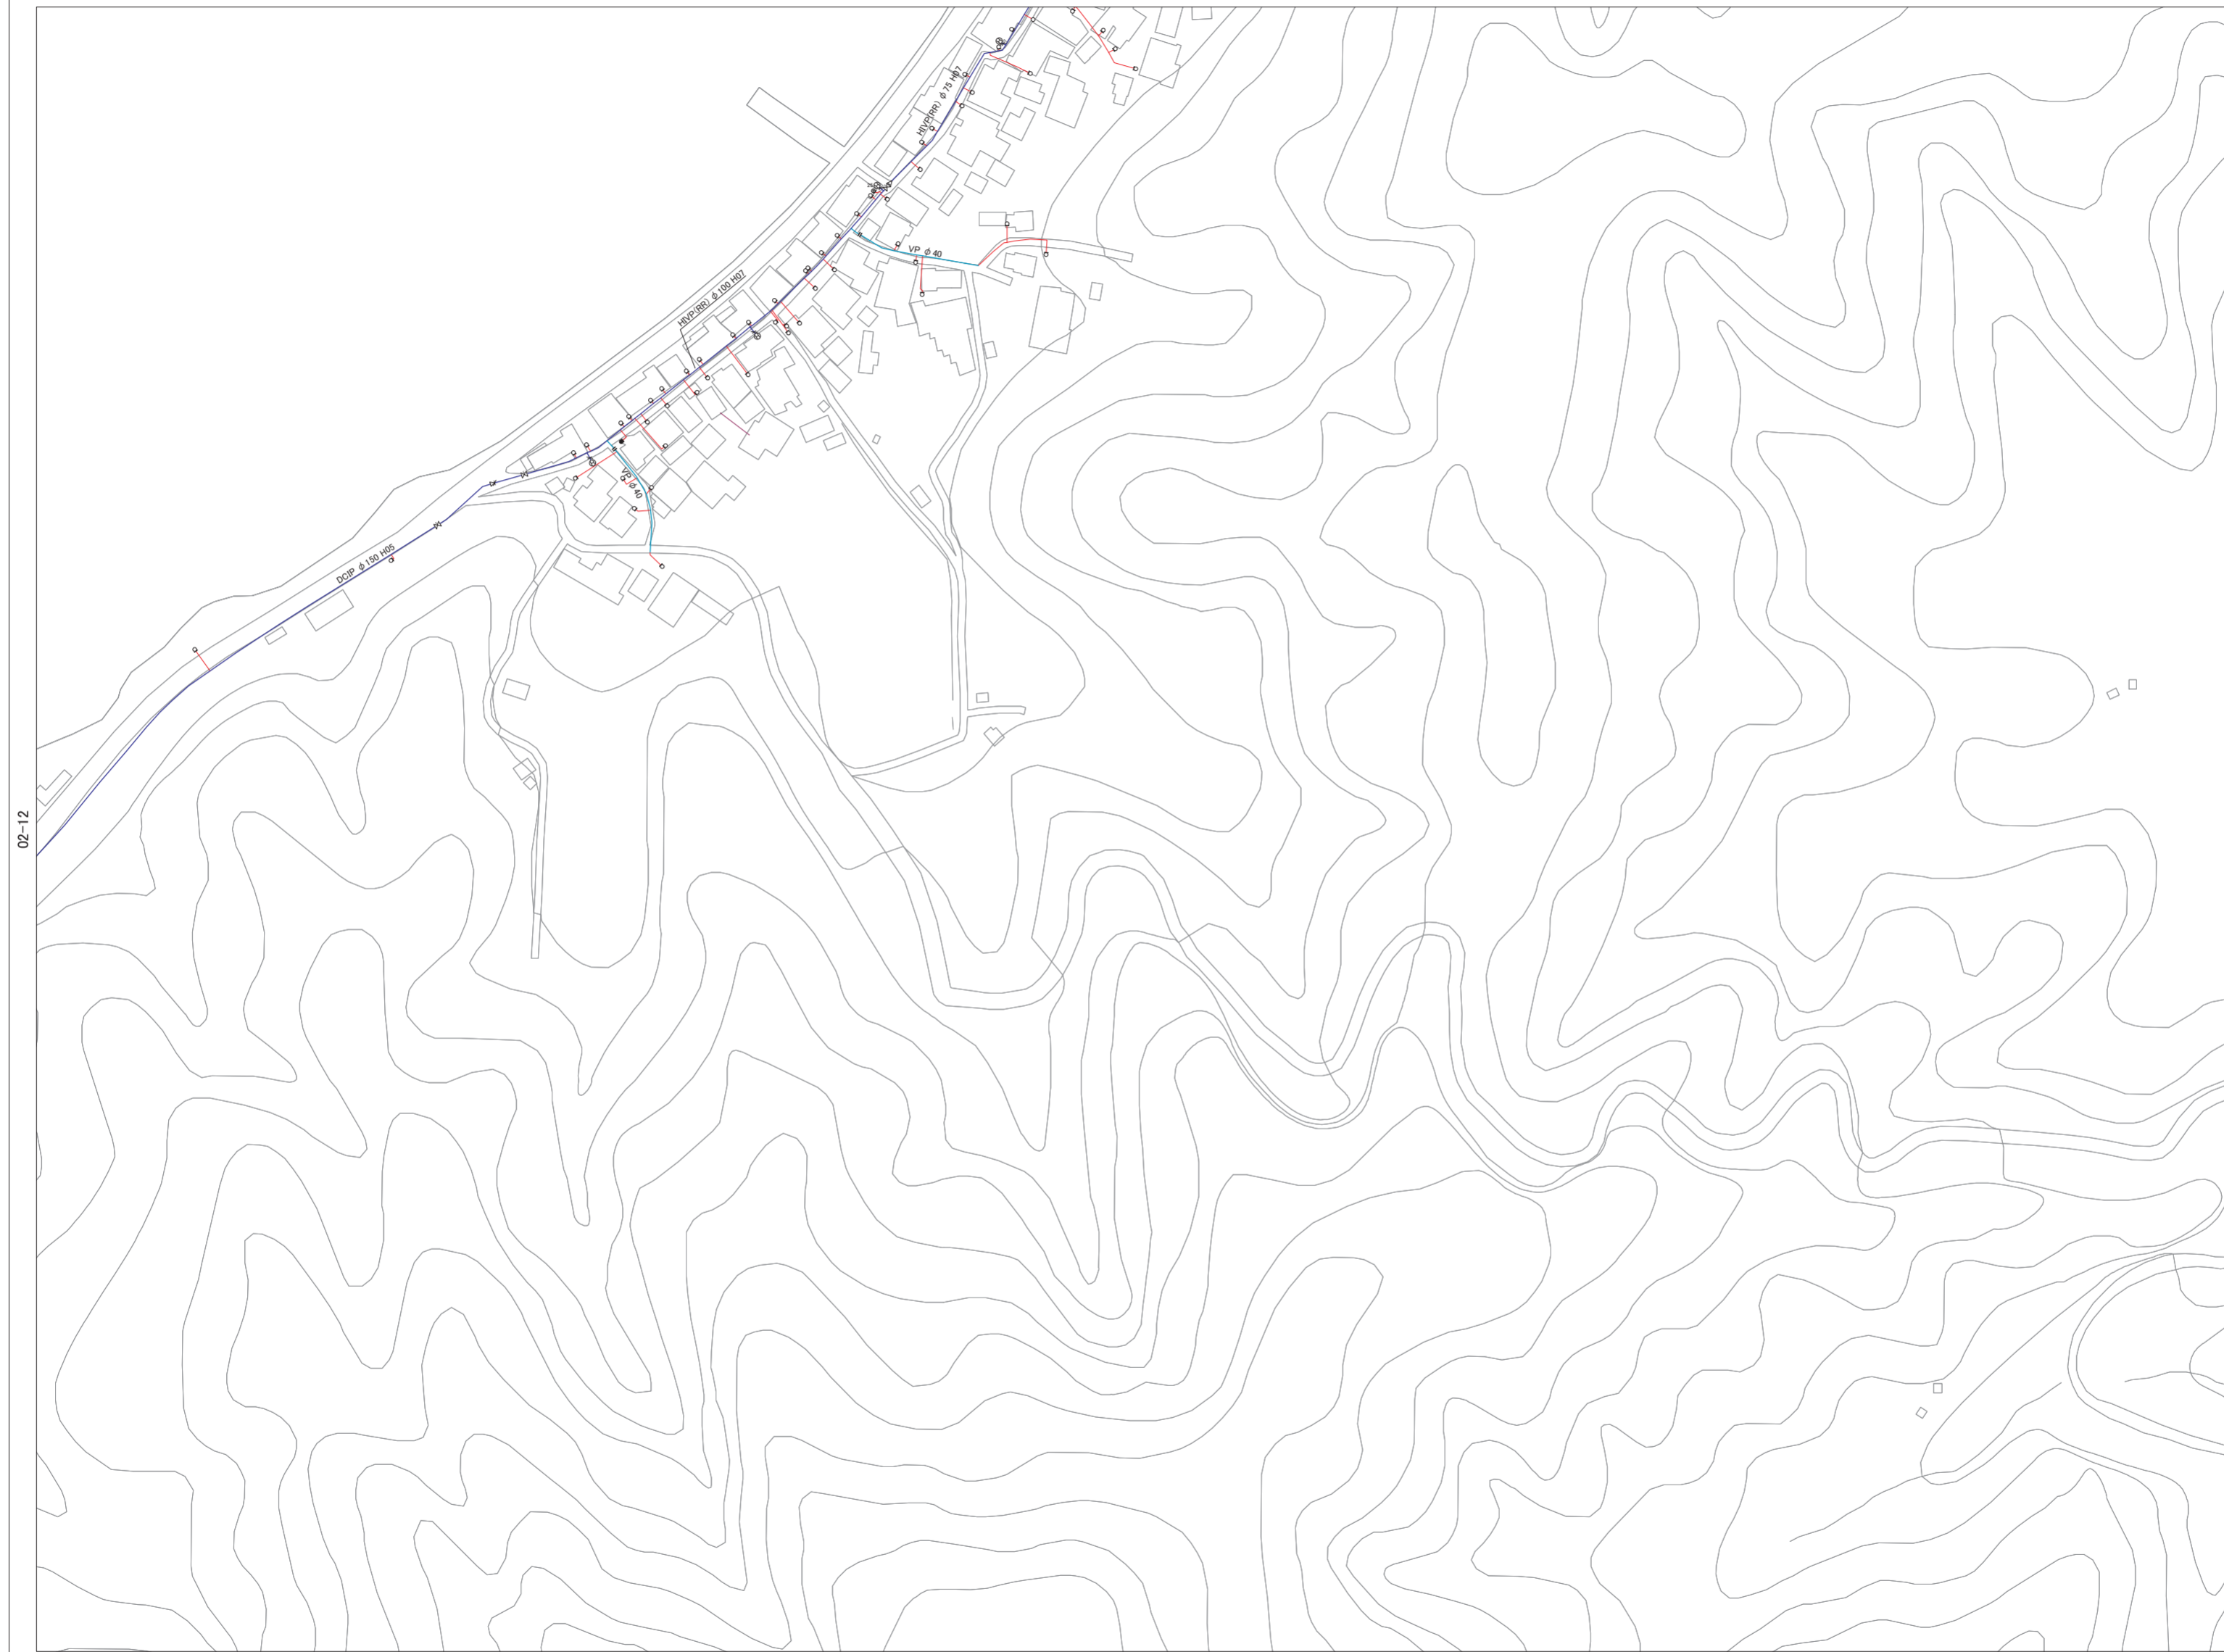 HIVP(RR) φ75 H07
VP φ40
HIVP(RR) φ100 H07
VP φ40
DCIP φ150 H05
02-12